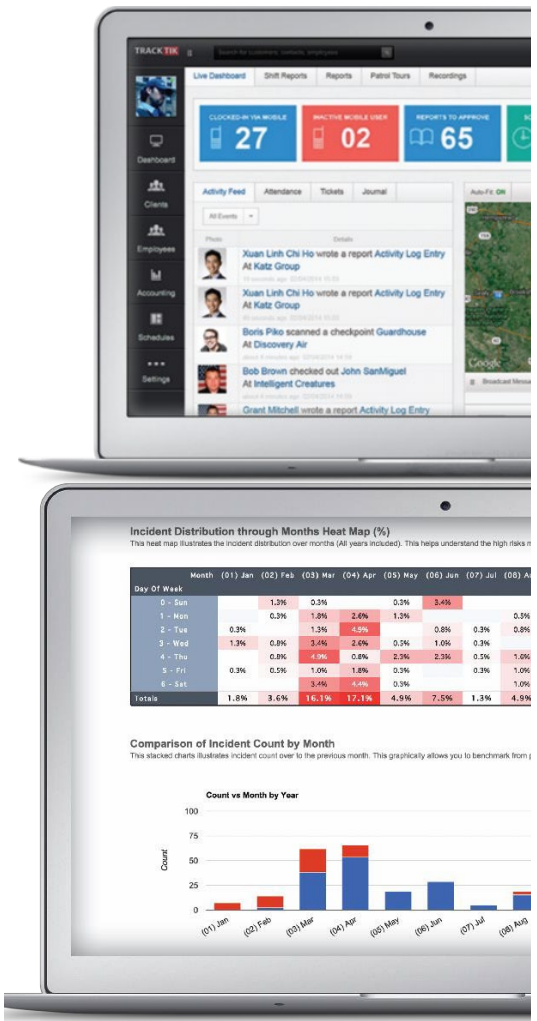 TRACKTIK
Search for customers, contacts, employees
Live Dashboard Shift Reports Reports Patrol Tours Recordings
CLOCKED-IN VIA MOBILE INACTIVE MOBILE USER REPORTS TO APPROVE
27 02 65
Dashboard
Clients
Employees
Accounting
Schedules
Settings
Activity Feed Attendance Tickets Journal
Auto-Fit: ON
All Events
Photo Details
Xuan Linh Chi Ho wrote a report Activity Log Entry
At Katz Group
Xuan Linh Chi Ho wrote a report Activity Log Entry
At Katz Group
Boris Piko scanned a checkpoint Guardhouse
At Discovery Air
Bob Brown checked out John SanMiguel
At Intelligent Creatures
Grant Mitchell wrote a report Activity Log Entry
Google
Broadcast
Incident Distribution through Months Heat Map (%)
This heat map illustrates the incident distribution over months (All years included). This helps understand the high risks
Month (01) Jan (02) Feb (03) Mar (04) Apr (05) May (06) Jun (07) Jul (08)
Day Of Week
0 - Sun 1.3% 0.3% 0.3% 3.4%
1 - Mon 0.3% 1.8% 2.6% 1.3% 0.5%
2 - Tue 0.3% 1.3% 4.9% 0.8% 0.3% 0.8%
3 - Wed 1.3% 0.8% 3.4% 2.6% 0.5% 1.0% 0.3%
4 - Thu 0.8% 4.9% 0.8% 2.3% 2.3% 0.5% 1.6%
5 - Fri 0.3% 0.5% 1.0% 1.8% 0.3% 0.3% 1.0%
6 - Sat 3.4% 4.4% 0.3% 1.0%
Totals 1.8% 3.6% 16.1% 17.1% 4.9% 7.5% 1.3% 4.9%
Comparison of Incident Count by Month
This stacked charts illustrates incident count over to the previous month. This graphically allows you to benchmark from
Count vs Month by Year
100
75
50
25
0
Count
(01) Jan (02) Feb (03) Mar (04) Apr (05) May (06) Jun (07) Jul (08) Aug